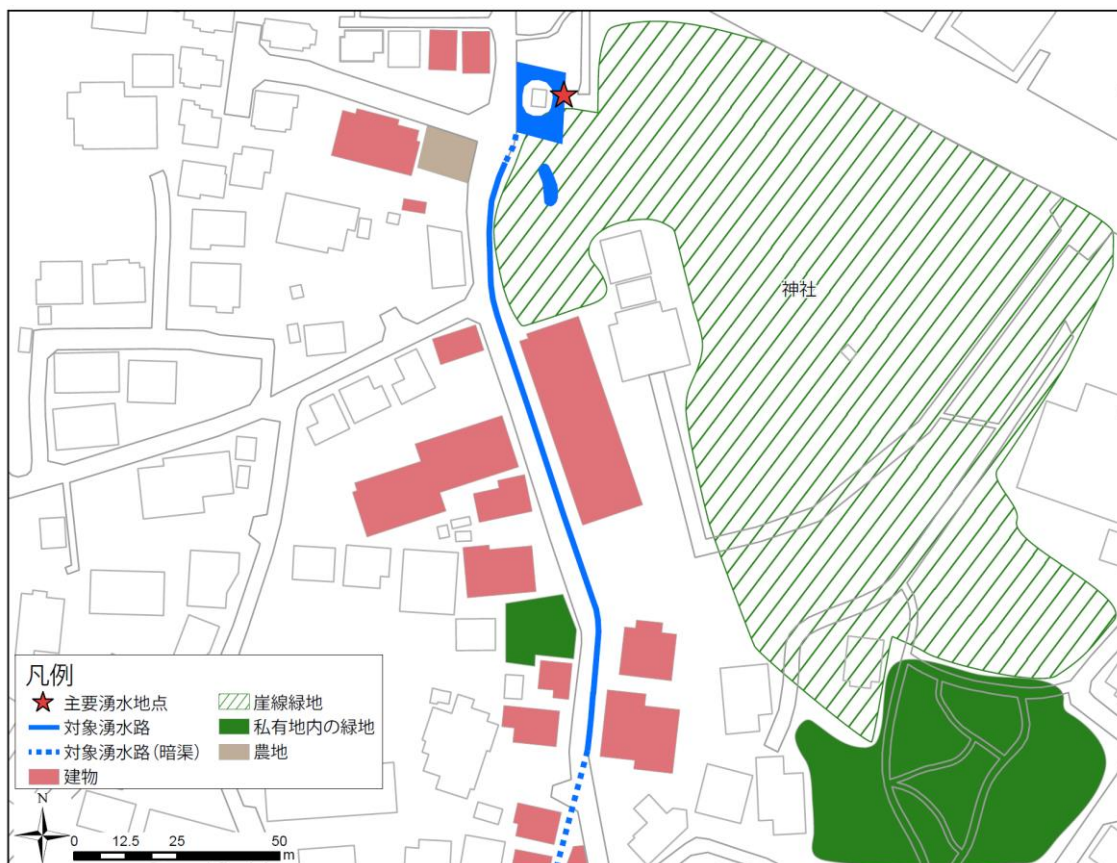 神社
凡例
主要湧水地点
対象湧水路
対象湧水路(暗渠)
建物
崖線緑地
私有地内の緑地
農地
N
0 12.5 25 50
m